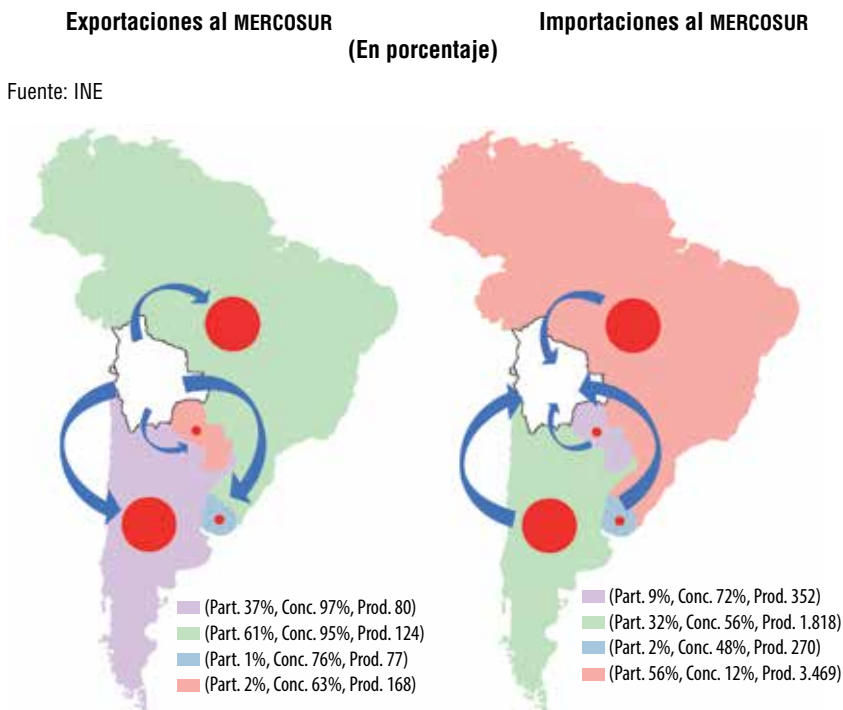 Exportaciones al MERCOSUR
Importaciones al MERCOSUR
(En porcentaje)
Fuente: INE
(Part. 37%, Conc. 97%, Prod. 80)
(Part. 61%, Conc. 95%, Prod. 124)
(Part. 1%, Conc. 76%, Prod. 77)
(Part. 2%, Conc. 63%, Prod. 168)
(Part. 9%, Conc. 72%, Prod. 352)
(Part. 32%, Conc. 56%, Prod. 1.818)
(Part. 2%, Conc. 48%, Prod. 270)
(Part. 56%, Conc. 12%, Prod. 3.469)